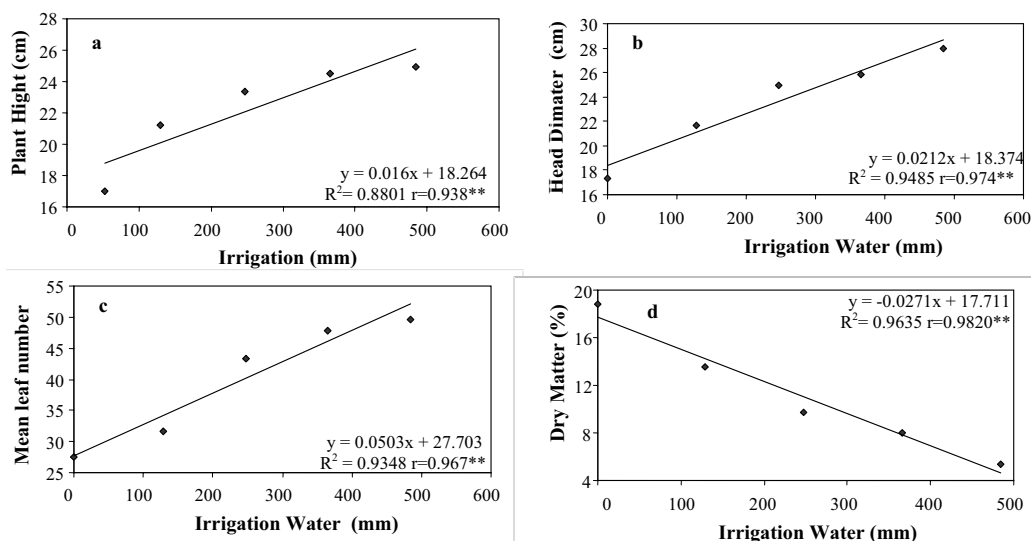 a
Plant Hight (cm)
28
26
24
22
20
18
16
y = 0.016x + 18.264
R² = 0.8801 r=0.938**
0 100 200 300 400 500 600
Irrigation (mm)
b
Head Dimater (cm)
30
28
26
24
22
20
18
16
y = 0.0212x + 18.374
R² = 0.9485 r=0.974**
0 100 200 300 400 500 600
Irrigation Water (mm)
c
Mean leaf number
55
50
45
40
35
30
25
y = 0.0503x + 27.703
R² = 0.9348 r=0.967**
0 100 200 300 400 500 600
Irrigation Water (mm)
d
Dry Matter (%)
20
16
12
8
4
y = -0.0271x + 17.711
R² = 0.9635 r=0.9820**
0 100 200 300 400 500
Irrigation Water (mm)